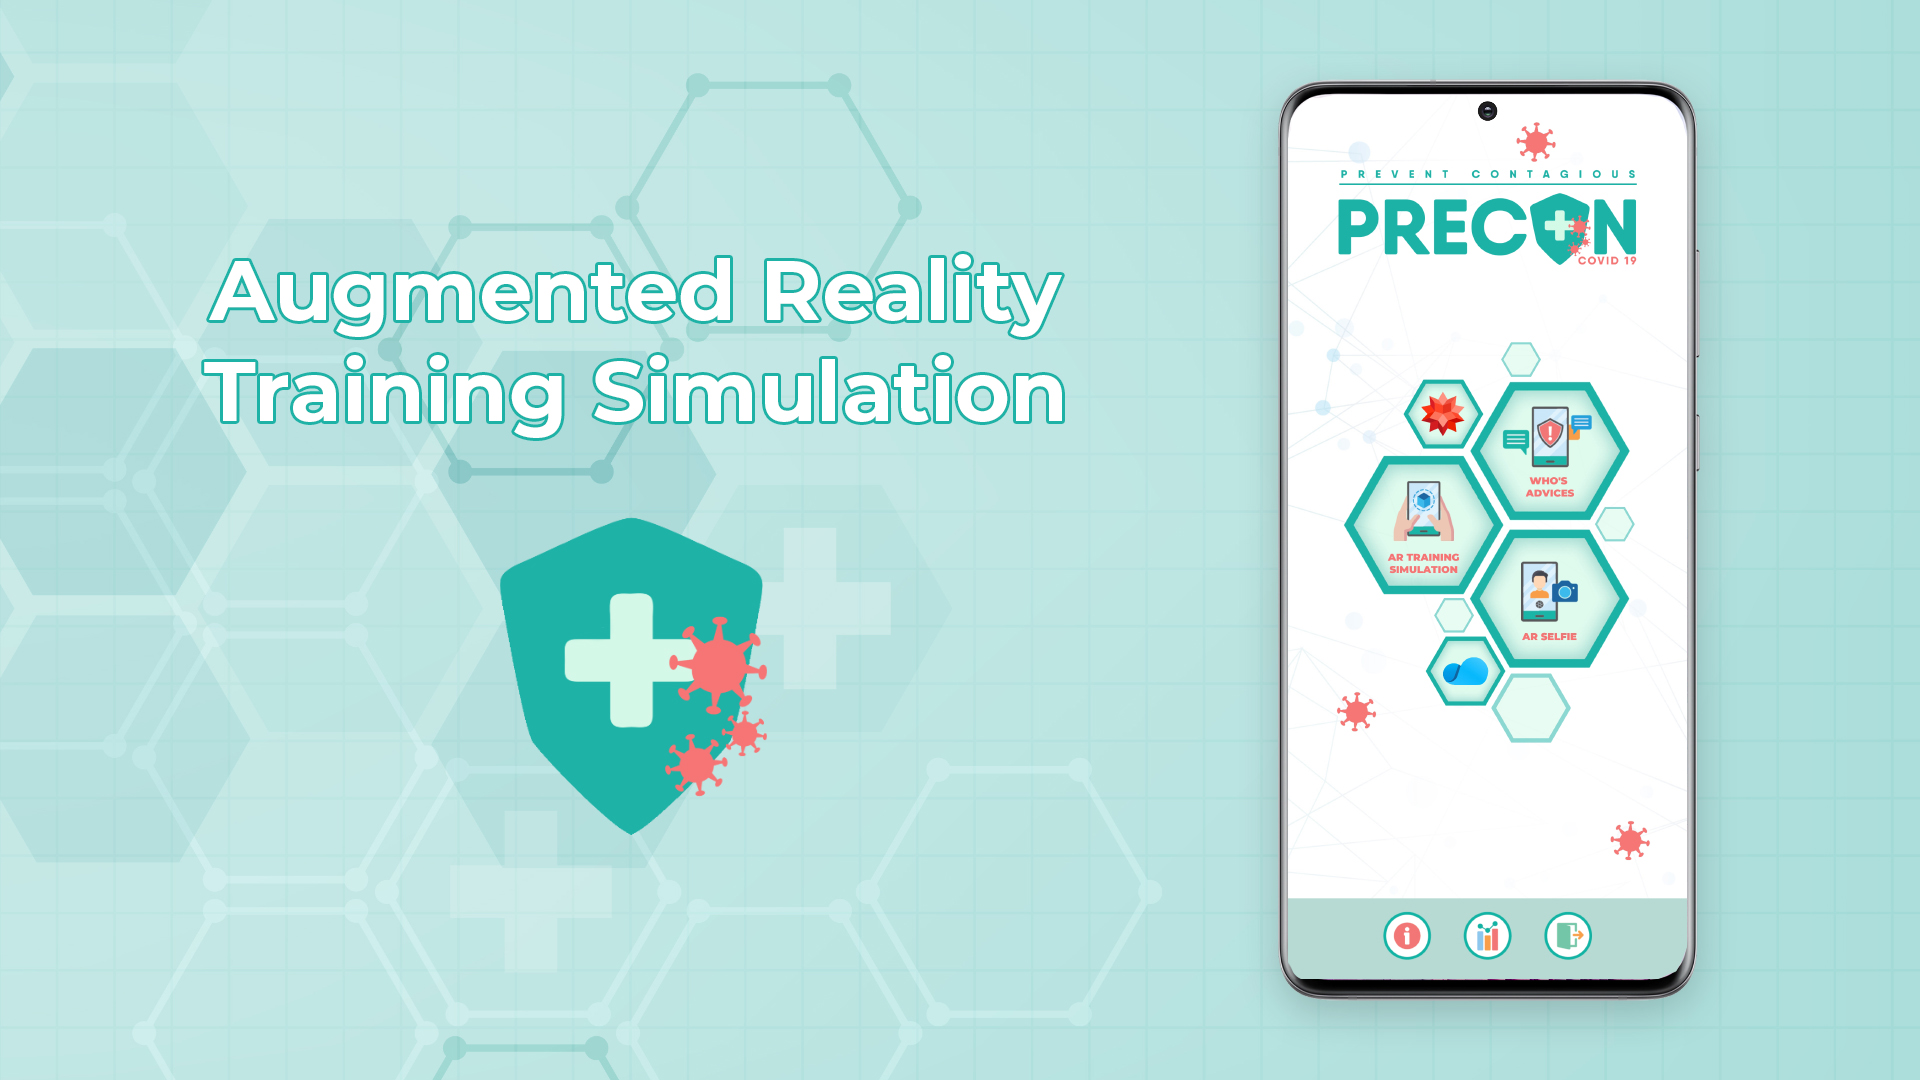 Augmented Reality
Training Simulation
PREVENT CONTAGIOUS
PRECON
COVID 19
WHO'S
ADVICES
AR TRAINING
SIMULATION
AR SELFIE